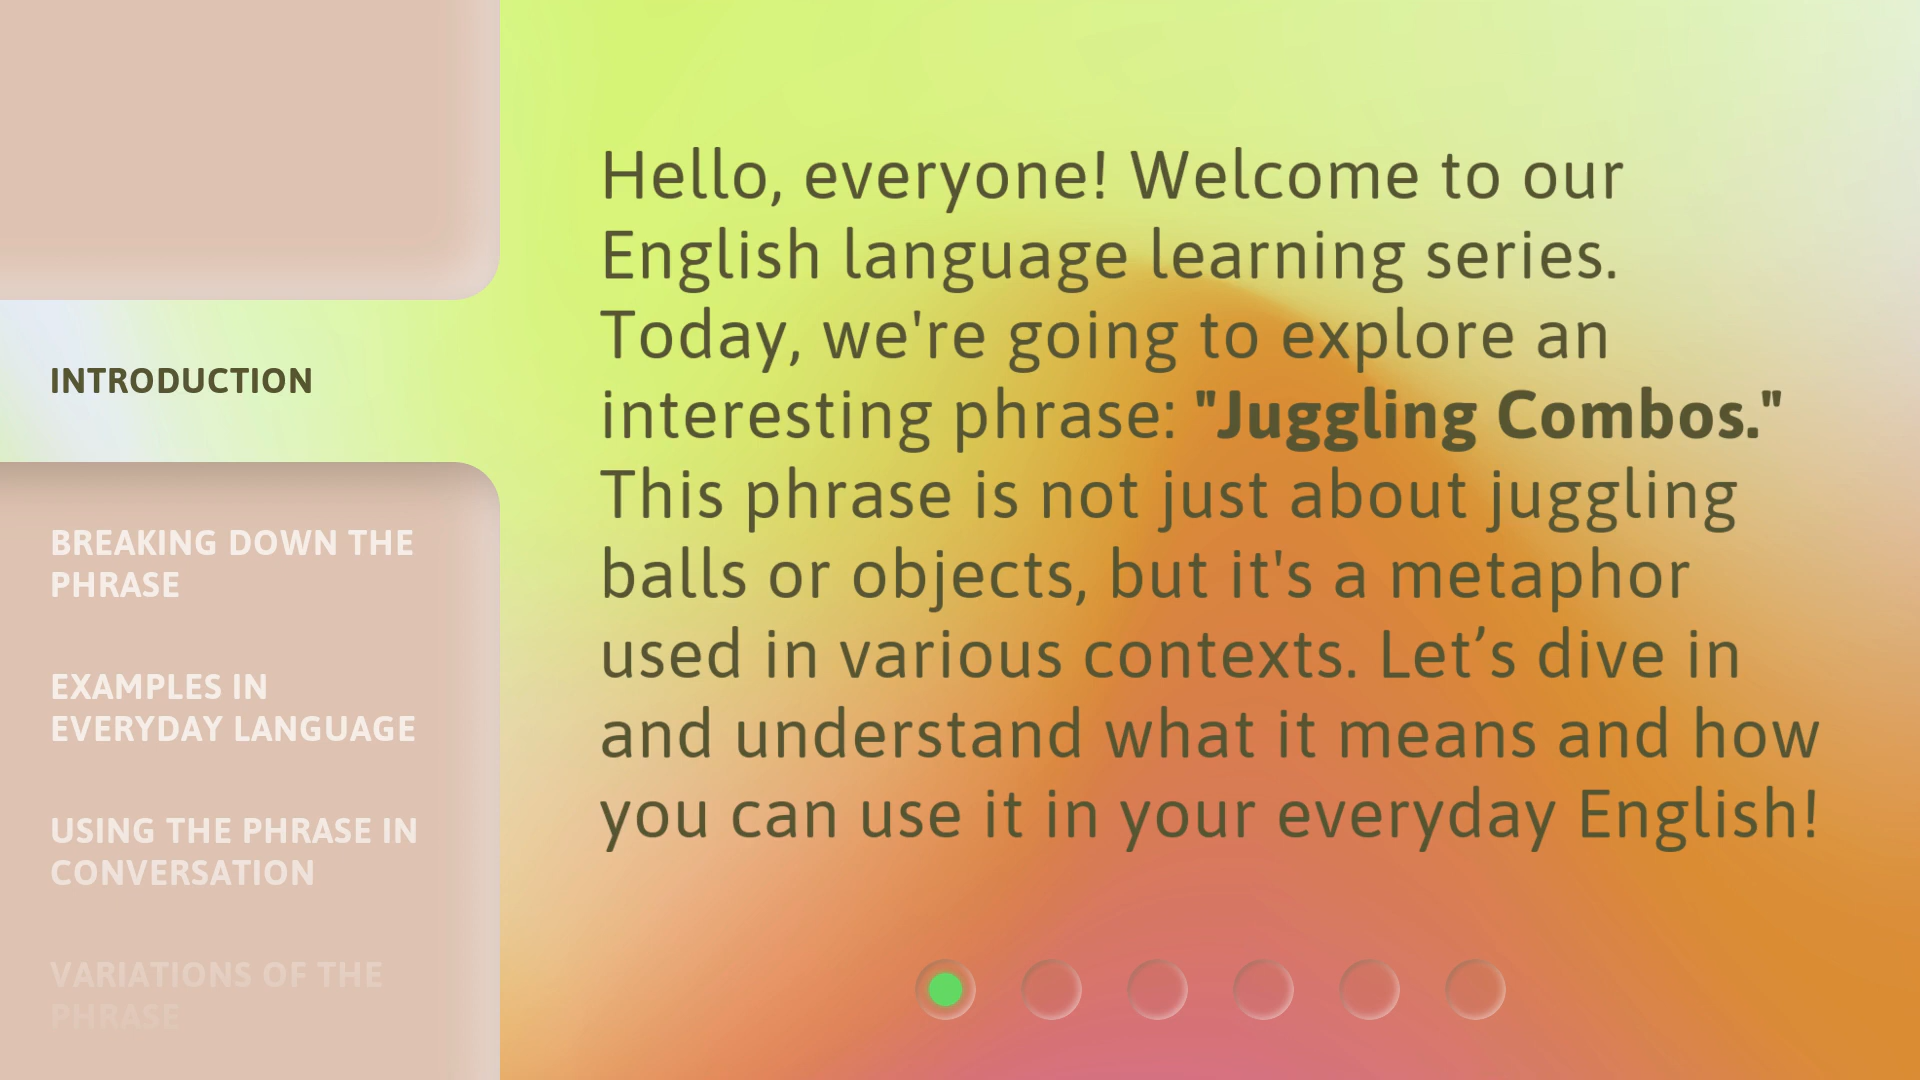 INTRODUCTION
BREAKING DOWN THE
PHRASE
EXAMPLES IN
EVERYDAY LANGUAGE
USING THE PHRASE IN
CONVERSATION
VARIATIONS OF THE
PHRASE
Hello, everyone! Welcome to our
English language learning series.
Today, we're going to explore an
interesting phrase: "Juggling Combos."
This phrase is not just about juggling
balls or objects, but it's a metaphor
used in various contexts. Let’s dive in
and understand what it means and how
you can use it in your everyday English!